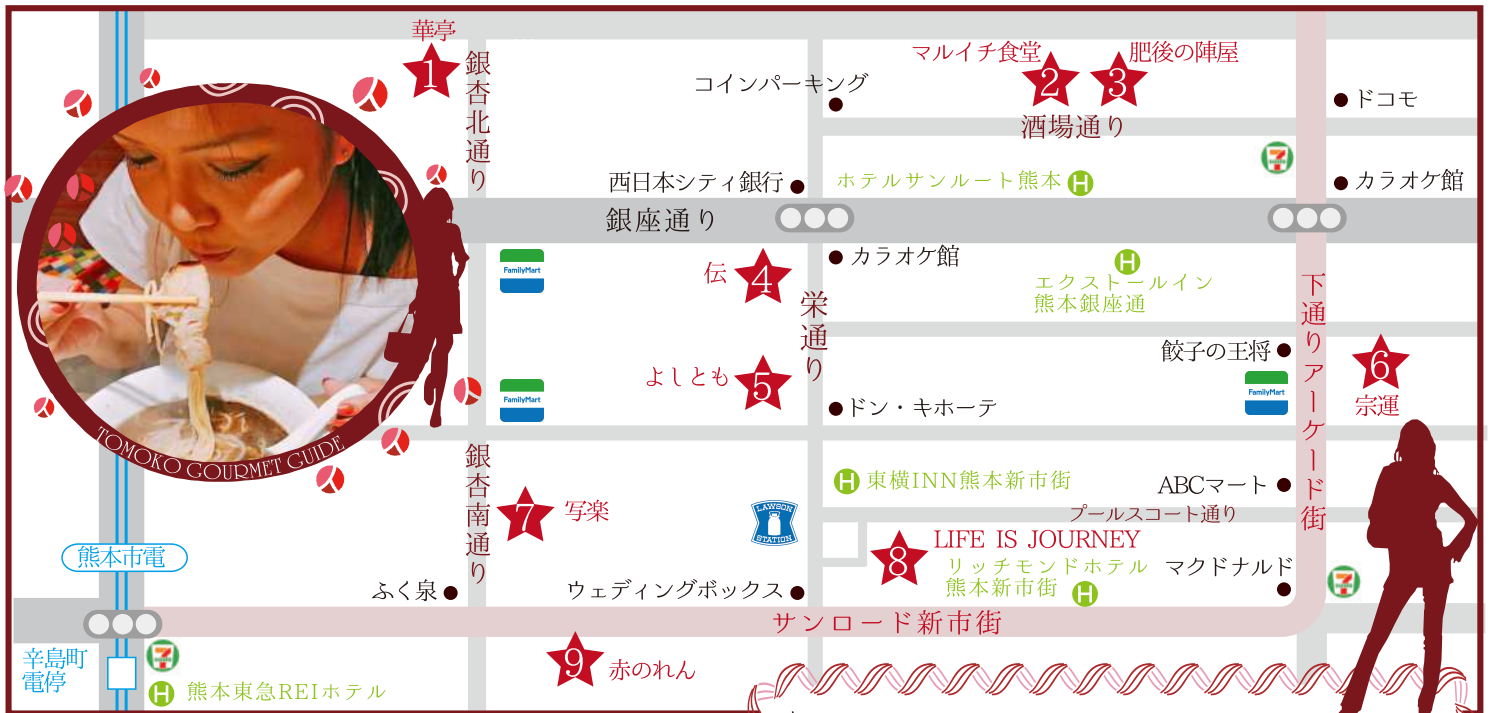 華亭
1
銀杏北通り
マルイチ食堂
2
3
肥後の陣屋
コインパーキング
ドコモ
酒場通り
西日本シティ銀行
ホテルサンルート熊本
H
カラオケ館
銀座通り
FamilyMart
伝
4
カラオケ館
H
エクストールイン
熊本銀座通
栄通り
下通りアーケード街
餃子の王将
6
宗運
よしとも
5
FamilyMart
FamilyMart
ドン・キホーテ
TOMOKO GOURMET GUIDE
銀杏南通り
H
東横INN熊本新市街
ABCマート
7
写楽
LAWSON
STATION
プールスコート通り
8
LIFE IS JOURNEY
リッチモンドホテル
熊本新市街
H
マクドナルド
熊本市電
ふく泉
ウェディングボックス
サンロード新市街
辛島町
電停
H
熊本東急REIホテル
9
赤のれん